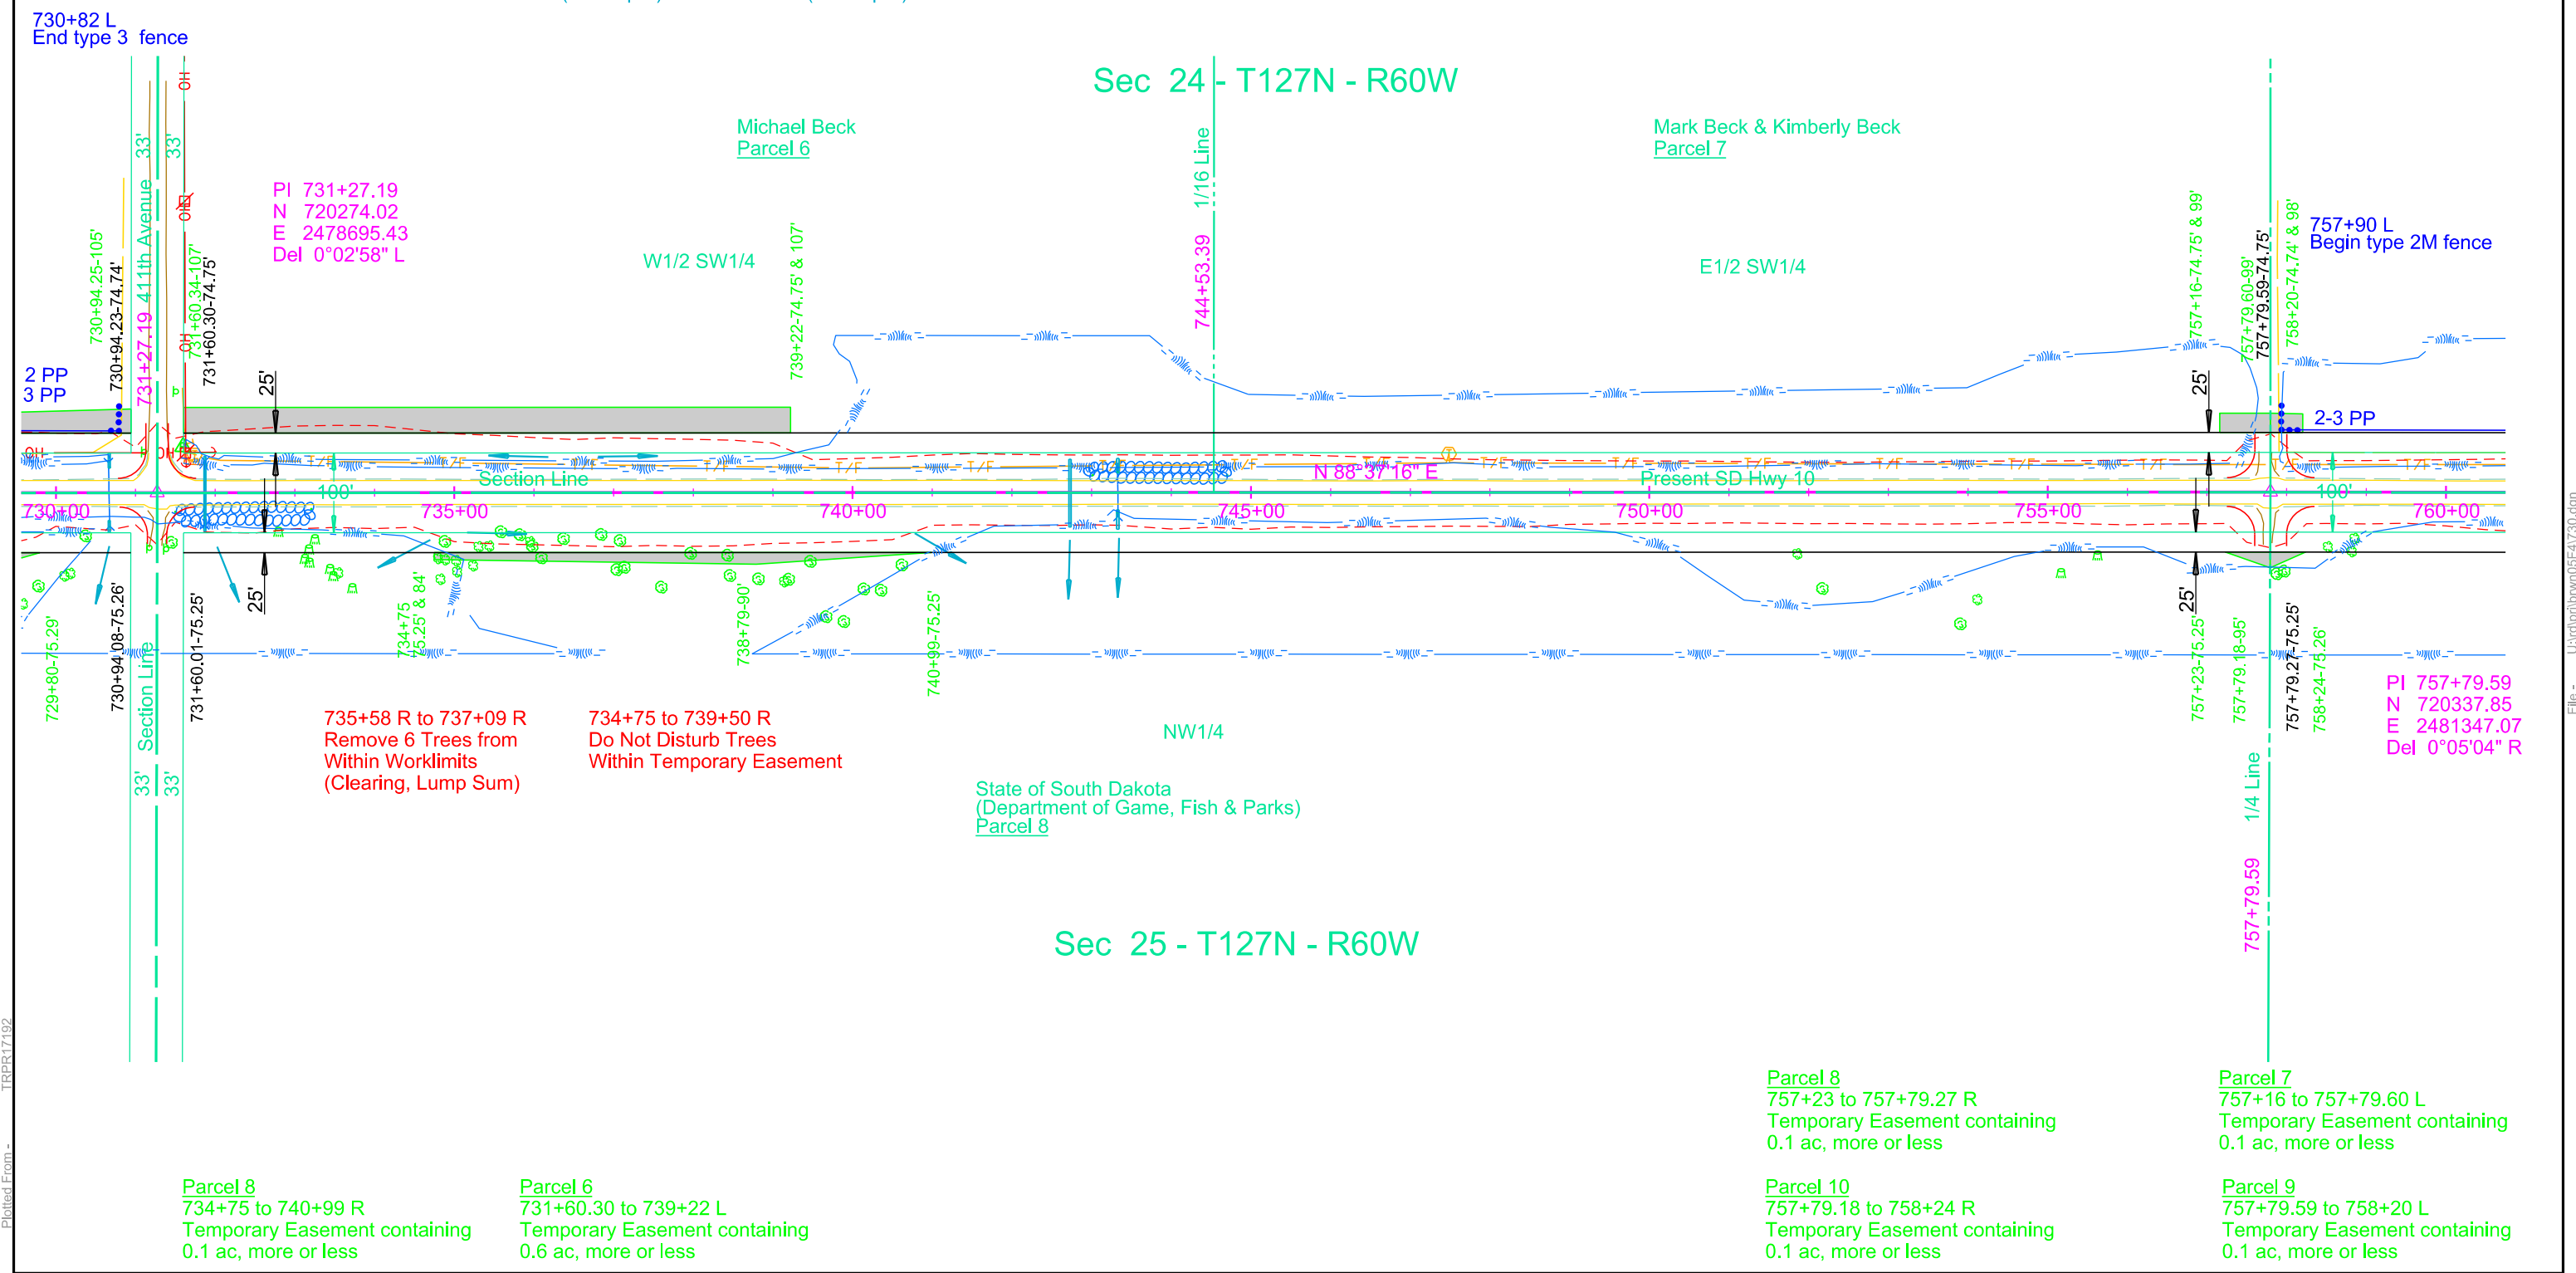 730+82 L
End type 3 fence
Sec 24 - T127N - R60W
Michael Beck
Parcel 6
Mark Beck & Kimberly Beck
Parcel 7
33'
33'
OH
411th Avenue
1/16 Line
PI 731+27.19
N 720274.02
E 2478695.43
Del 0°02'58" L
W1/2 SW1/4
E1/2 SW1/4
730+94.25-105'
730+94.23-74.74'
731+27.19
731+60.34-107'
731+60.30-74.75'
739+22-74.75' & 107'
744+53.39
757+16-74.75' & 99'
757+79.60-99'
757+79.59-74.75'
758+20-74.74' & 98'
757+90 L
Begin type 2M fence
2 PP
3 PP
25'
25'
2-3 PP
OH
T/F
T/F
T/F
T/F
T/F
N 88°37'16" E
Section Line
Present SD Hwy 10
100'
100'
730+00
735+00
740+00
745+00
750+00
755+00
760+00
25'
25'
729+80-75.29'
730+94.08-75.26'
Section Line
731+60.01-75.25'
734+75
75.25' & 84'
738+79-90'
740+99-75.25'
757+23-75.25'
757+79.18-95'
757+79.27-75.25'
758+24-75.26'
PI 757+79.59
N 720337.85
E 2481347.07
Del 0°05'04" R
735+58 R to 737+09 R
Remove 6 Trees from
Within Worklimits
(Clearing, Lump Sum)
734+75 to 739+50 R
Do Not Disturb Trees
Within Temporary Easement
NW1/4
33'
33'
1/4 Line
State of South Dakota
(Department of Game, Fish & Parks)
Parcel 8
757+79.59
Sec 25 - T127N - R60W
Parcel 8
757+23 to 757+79.27 R
Temporary Easement containing
0.1 ac, more or less
Parcel 7
757+16 to 757+79.60 L
Temporary Easement containing
0.1 ac, more or less
Parcel 8
734+75 to 740+99 R
Temporary Easement containing
0.1 ac, more or less
Parcel 6
731+60.30 to 739+22 L
Temporary Easement containing
0.6 ac, more or less
Parcel 10
757+79.18 to 758+24 R
Temporary Easement containing
0.1 ac, more or less
Parcel 9
757+79.59 to 758+20 L
Temporary Easement containing
0.1 ac, more or less
Plotted From - TRPR17192
File -